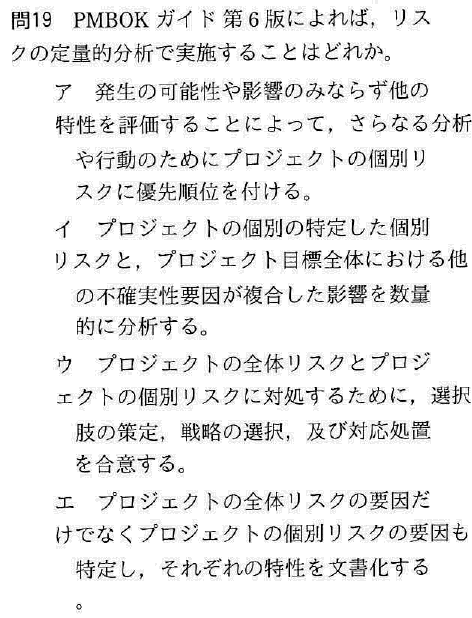 問19 PMBOK ガイド 第6版によれば，リス
クの定量的分析で実施することはどれか。
ア 発生の可能性や影響のみならず他の
特性を評価することによって，さらなる分析
や行動のためにプロジェクトの個別リ
スクに優先順位を付ける。
イ プロジェクトの個別の特定した個別
リスクと，プロジェクト目標全体における他
の不確実性要因が複合した影響を数量
的に分析する。
ウ プロジェクトの全体リスクとプロジ
ェクトの個別リスクに対処するために，選択
肢の策定，戦略の選択，及び対応処置
を合意する。
エ プロジェクトの全体リスクの要因だ
けでなくプロジェクトの個別リスクの要因も
特定し，それぞれの特性を文書化する
。